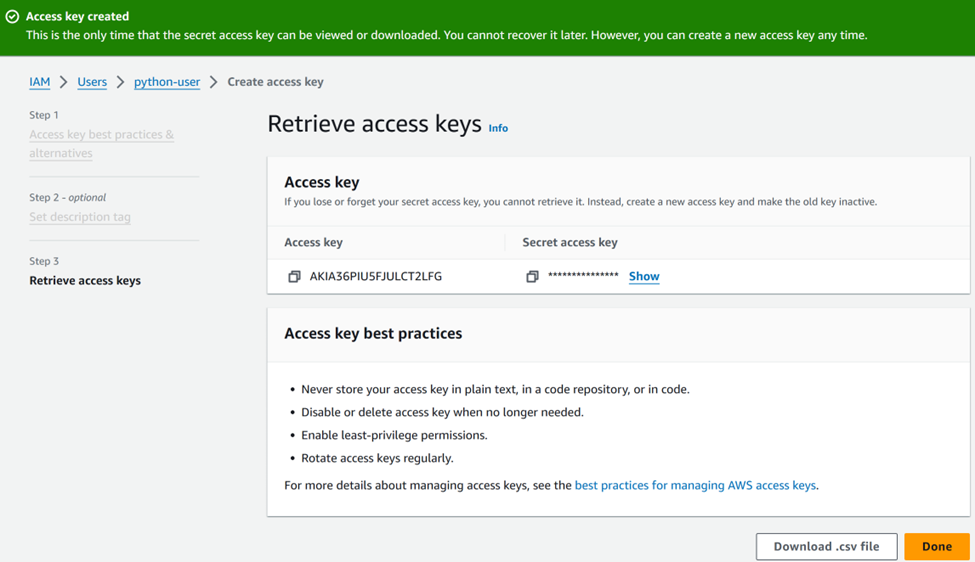 Access key created
This is the only time that the secret access key can be viewed or downloaded. You cannot recover it later. However, you can create a new access key any time.
IAM > Users > python-user > Create access key
Step 1
Access key best practices &
alternatives
Step 2 - optional
Set description tag
Step 3
Retrieve access keys
Retrieve access keys Info
Access key
If you lose or forget your secret access key, you cannot retrieve it. Instead, create a new access key and make the old key inactive.
Access key
Secret access key
AKIA36PIU5FJULCT2LFG
*************** Show
Access key best practices
• Never store your access key in plain text, in a code repository, or in code.
• Disable or delete access key when no longer needed.
• Enable least-privilege permissions.
• Rotate access keys regularly.
For more details about managing access keys, see the best practices for managing AWS access keys.
Download .csv file
Done